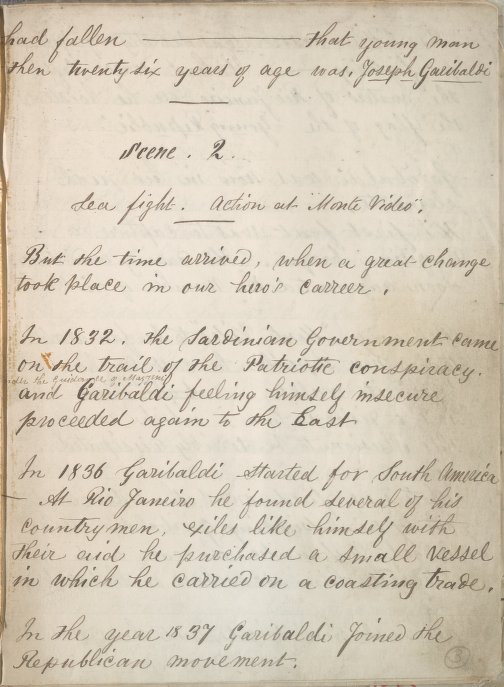 had fallen ———— that young man
then twenty six years of age was. Joseph Garibaldi
Scene. 2.
Sea fight. Action at Monte Video.
But the time arrived, when a great change
took place in our hero's carreer.
In 1832. the Sardinian Government came
on the trail of the Patriotic conspiracy.
under the guidance of Mazzini
and Garibaldi feeling himself insecure
proceeded again to the East
In 1836 Garibaldi started for South America
— At Rio Janeiro he found several of his
countrymen, exiles like himself with
their aid he purchased a small vessel
in which he carried on a coasting trade.
In the year 1837 Garibaldi Joined the
Republican movement.
3